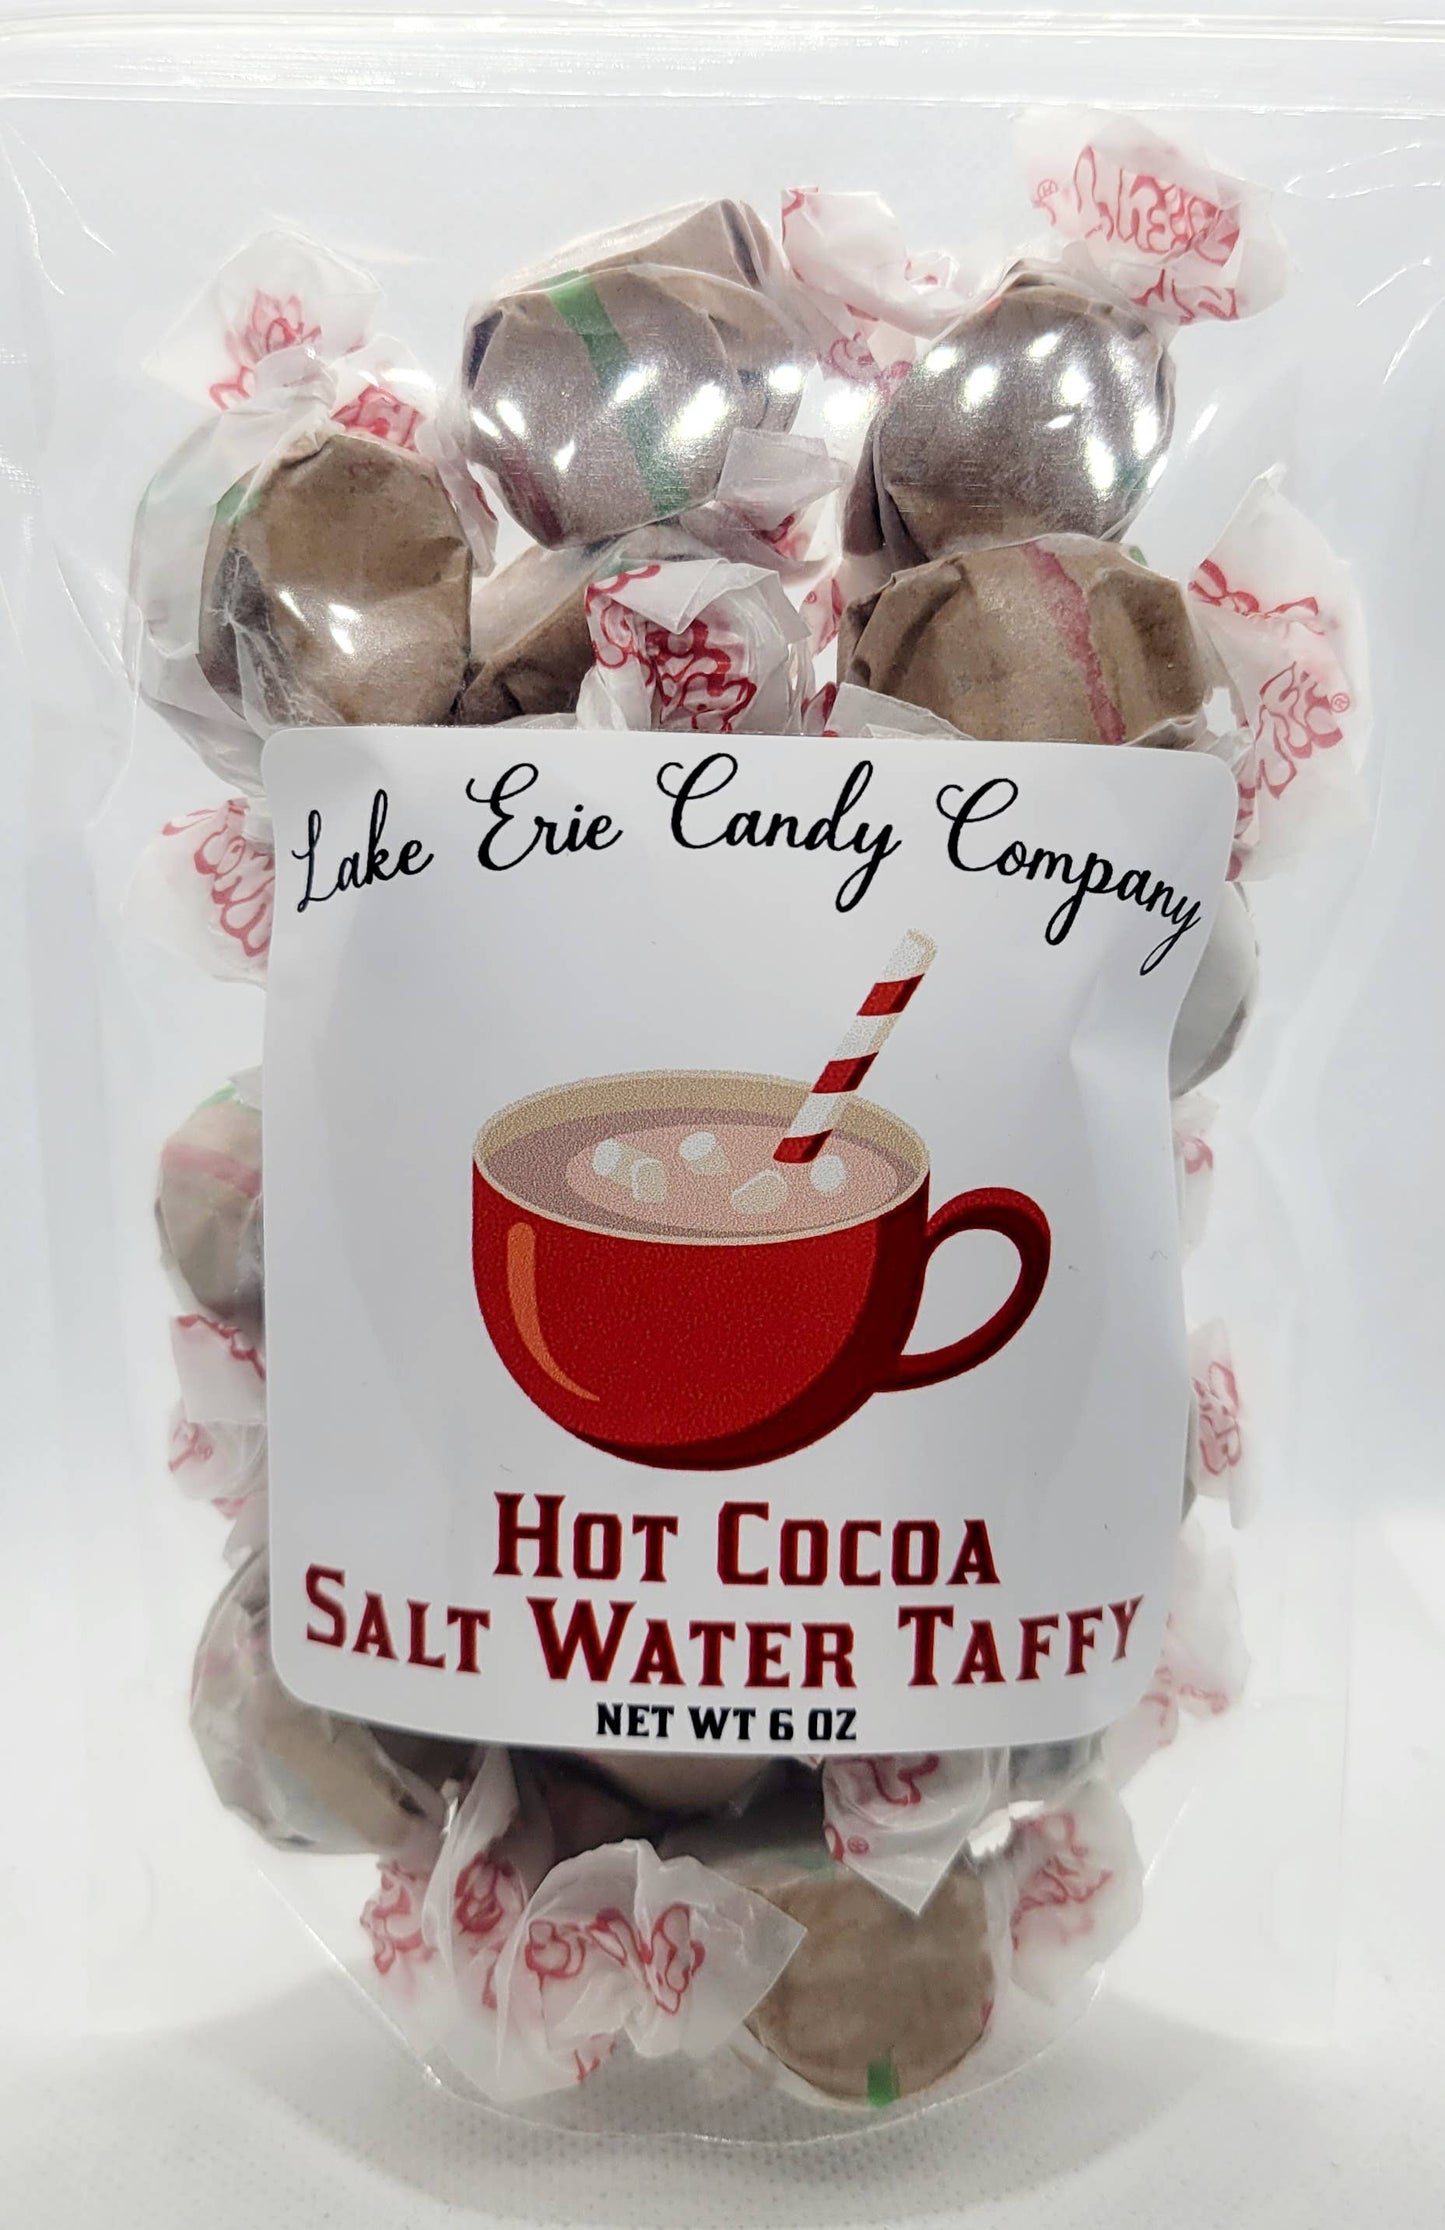 Lake Erie Candy Company
HOT COCOA
SALT WATER TAFFY
NET WT 6 OZ